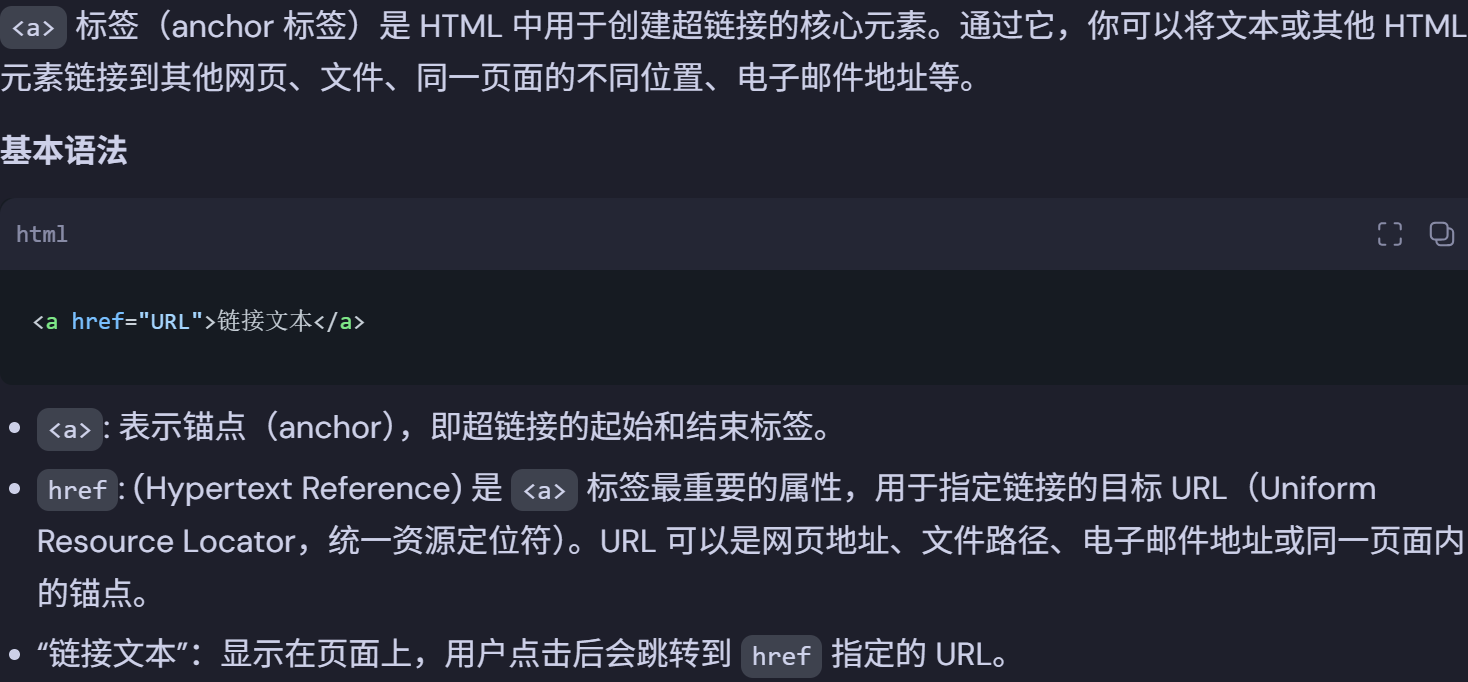 <a> 标签（anchor 标签）是 HTML 中用于创建超链接的核心元素。通过它，你可以将文本或其他 HTML
元素链接到其他网页、文件、同一页面的不同位置、电子邮件地址等。
基本语法
html
<a href="URL">链接文本</a>
<a>: 表示锚点（anchor），即超链接的起始和结束标签。
href: (Hypertext Reference) 是 <a> 标签最重要的属性，用于指定链接的目标 URL（Uniform
Resource Locator，统一资源定位符）。URL 可以是网页地址、文件路径、电子邮件地址或同一页面内
的锚点。
“链接文本”：显示在页面上，用户点击后会跳转到 href 指定的 URL。